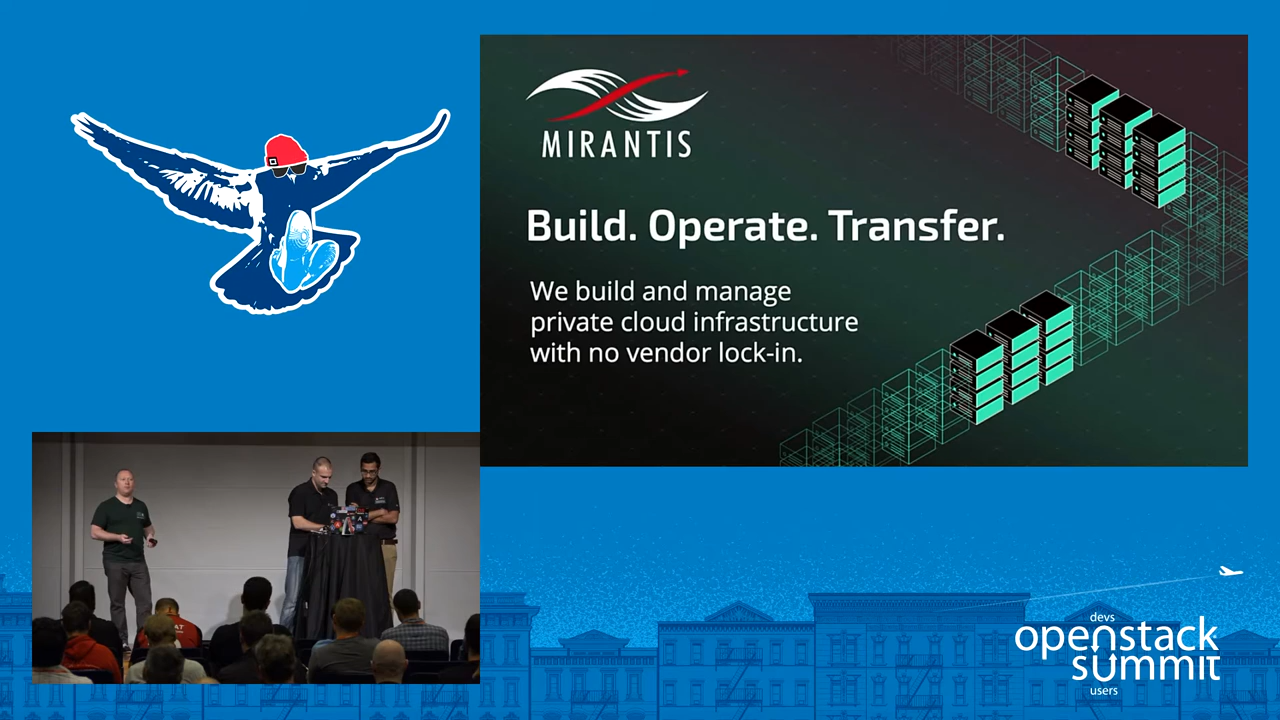 MIRANTIS
Build. Operate. Transfer.
We build and manage
private cloud infrastructure
with no vendor lock-in.
devs
openstack
summit
users